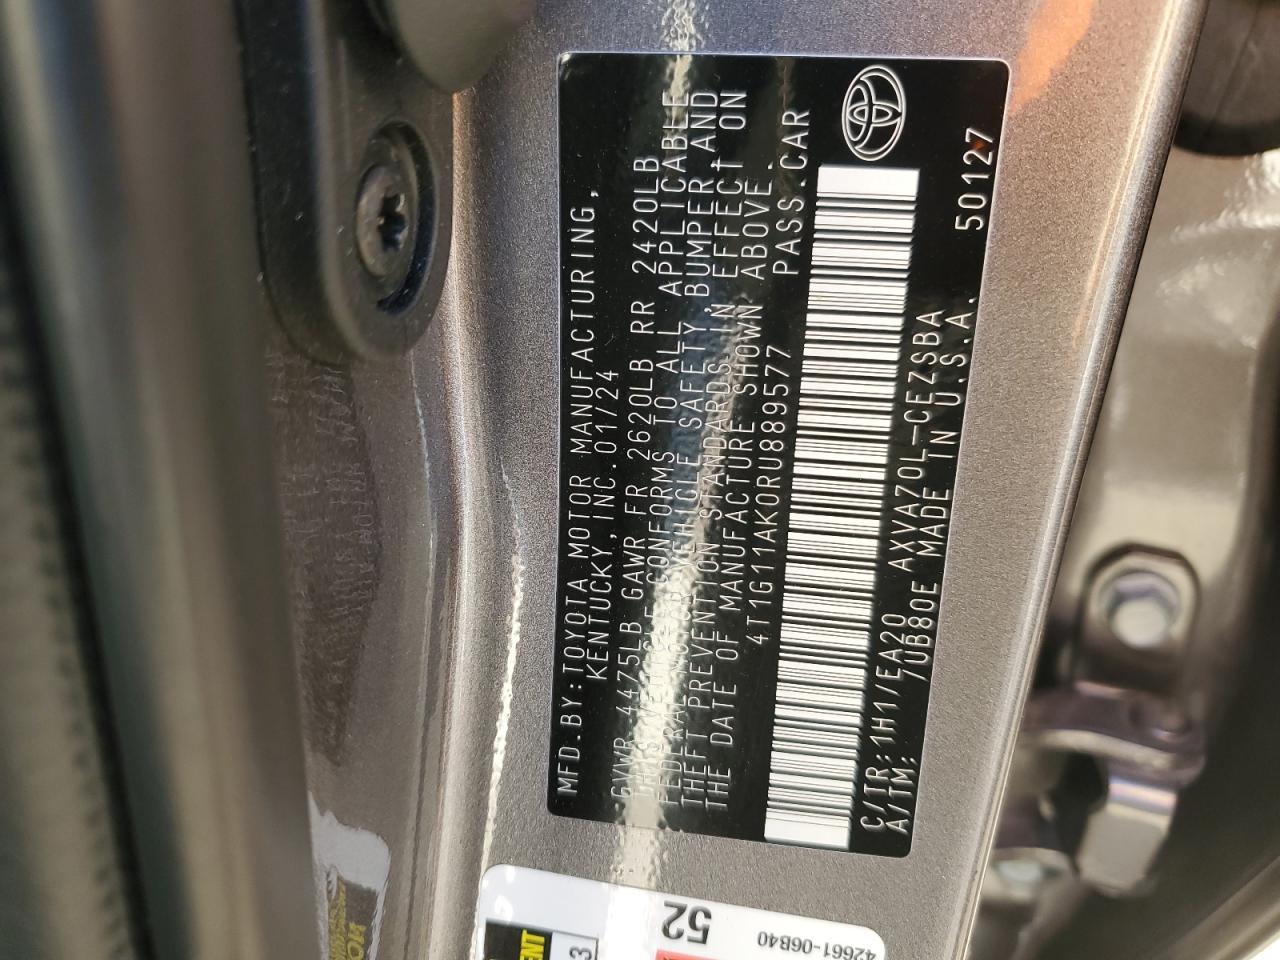 MFD.BY:TOYOTA MOTOR MANUFACTURING,
KENTUCKY, INC.01/24
GVWR 4475LB GAWR FR 2620LB RR 2420LB
THIS VEHICLE CONFORMS TO ALL APPLICABLE
FEDERAL MOTOR VEHICLE SAFETY,BUMPER,AND
THEFT PREVENTION STANDARDS IN EFFECT ON
THE DATE OF MANUFACTURE SHOWN ABOVE.
4T1G11AK0RU889577 PASS.CAR
50127
C/TR:1H1/EA20 AXVA70L-CEZSBA
A/TM: /UB80E MADE IN U.S.A.
52
42661-06B40
3